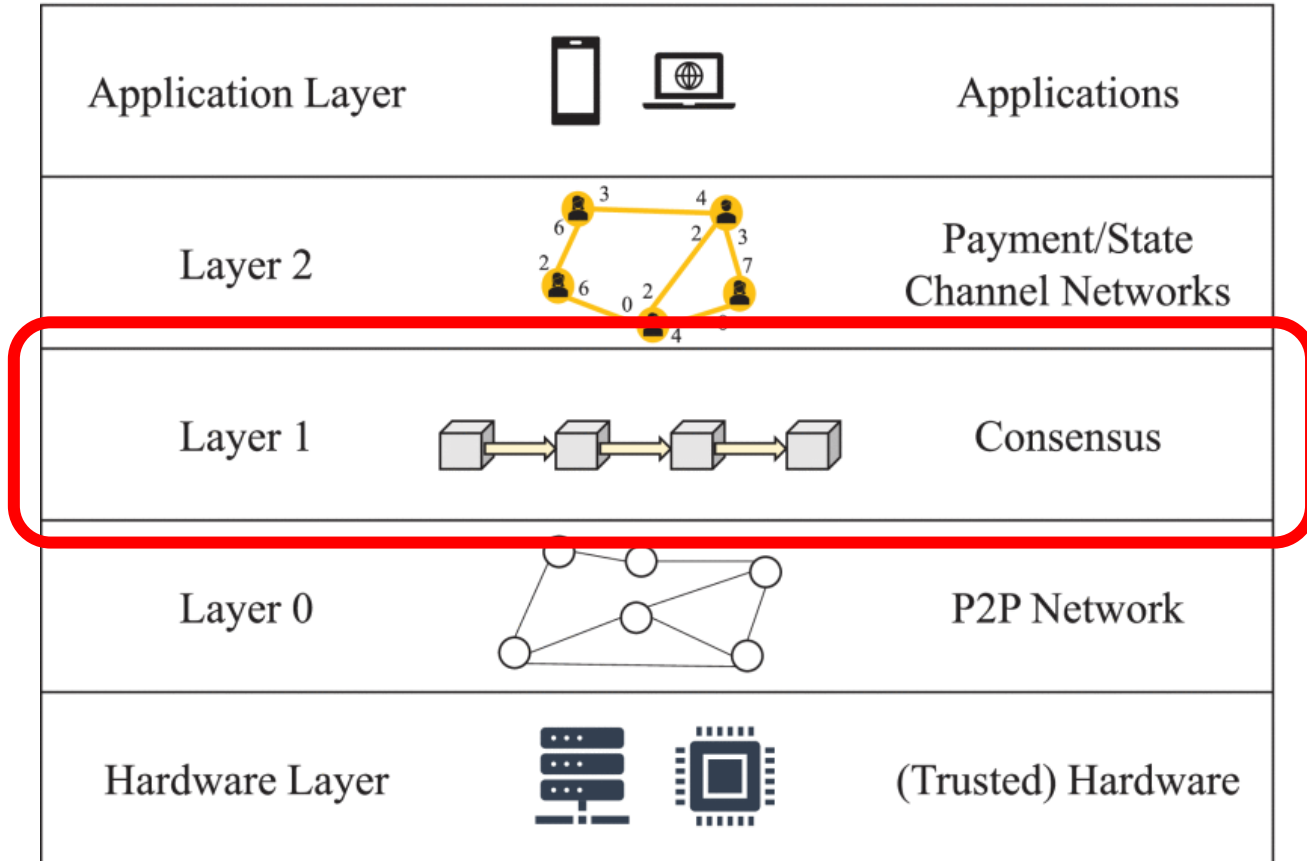 Application Layer
Applications
3
4
6
2
3
Layer 2
Payment/State
Channel Networks
2
7
6
2
0
4
Layer 1
Consensus
Layer 0
P2P Network
Hardware Layer
(Trusted) Hardware